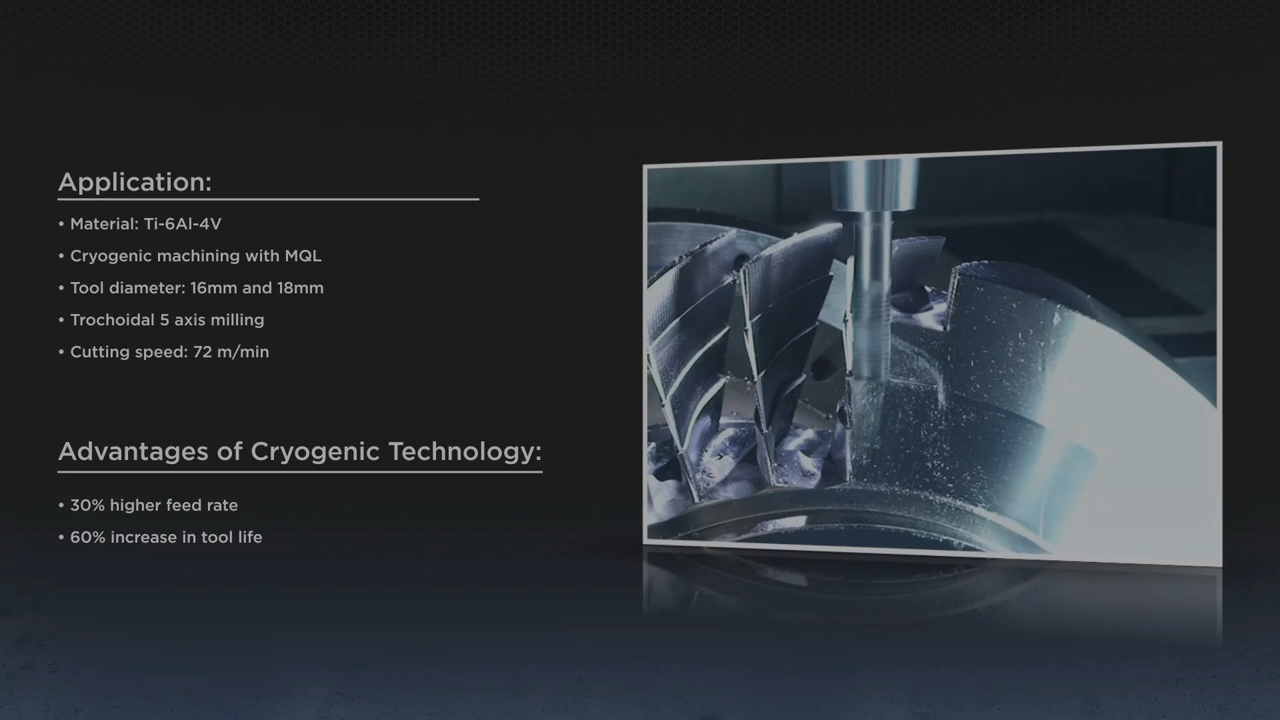 Application:
• Material: Ti-6Al-4V
• Cryogenic machining with MQL
• Tool diameter: 16mm and 18mm
• Trochoidal 5 axis milling
• Cutting speed: 72 m/min
Advantages of Cryogenic Technology:
• 30% higher feed rate
• 60% increase in tool life